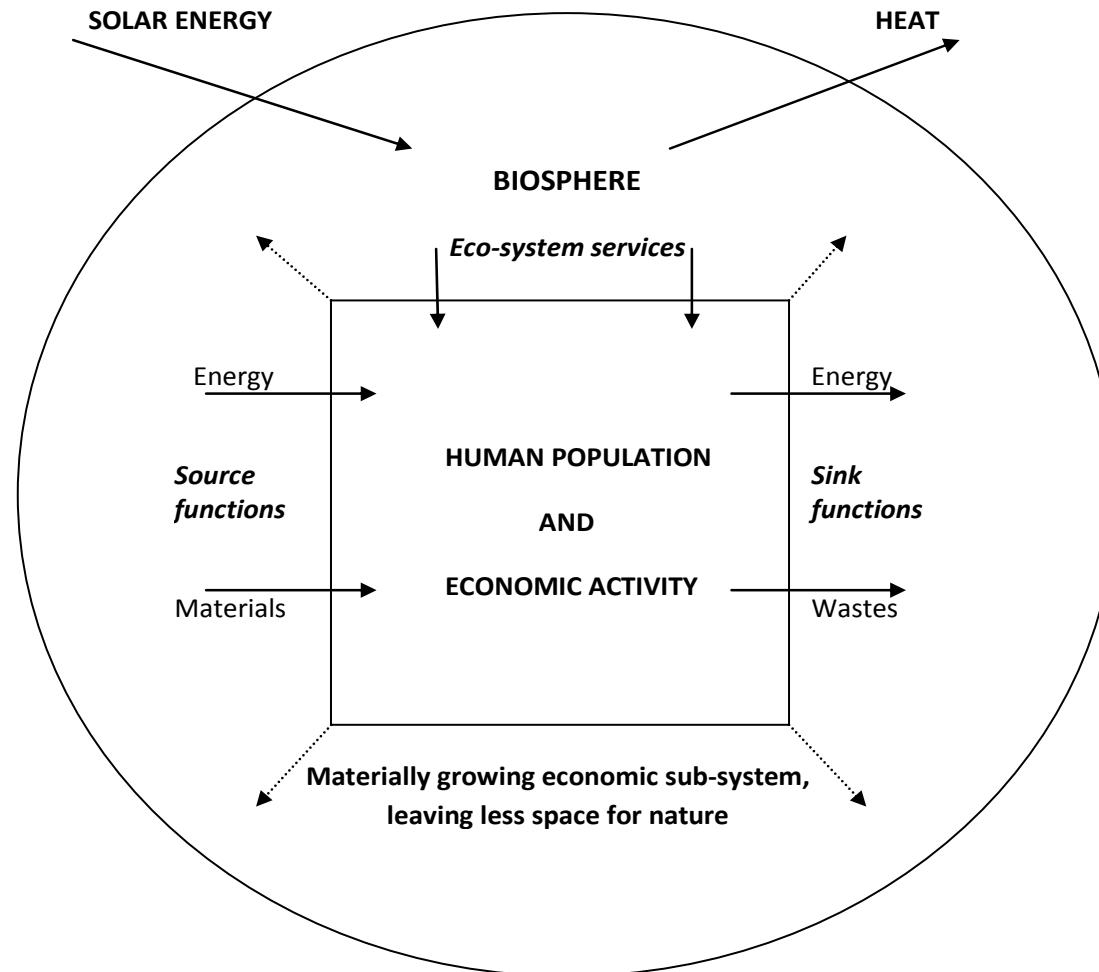 SOLAR ENERGY
HEAT
BIOSPHERE
Eco-system services
Energy
Energy
HUMAN POPULATION
Source
functions
Sink
functions
AND
ECONOMIC ACTIVITY
Materials
Wastes
Materially growing economic sub-system,
leaving less space for nature